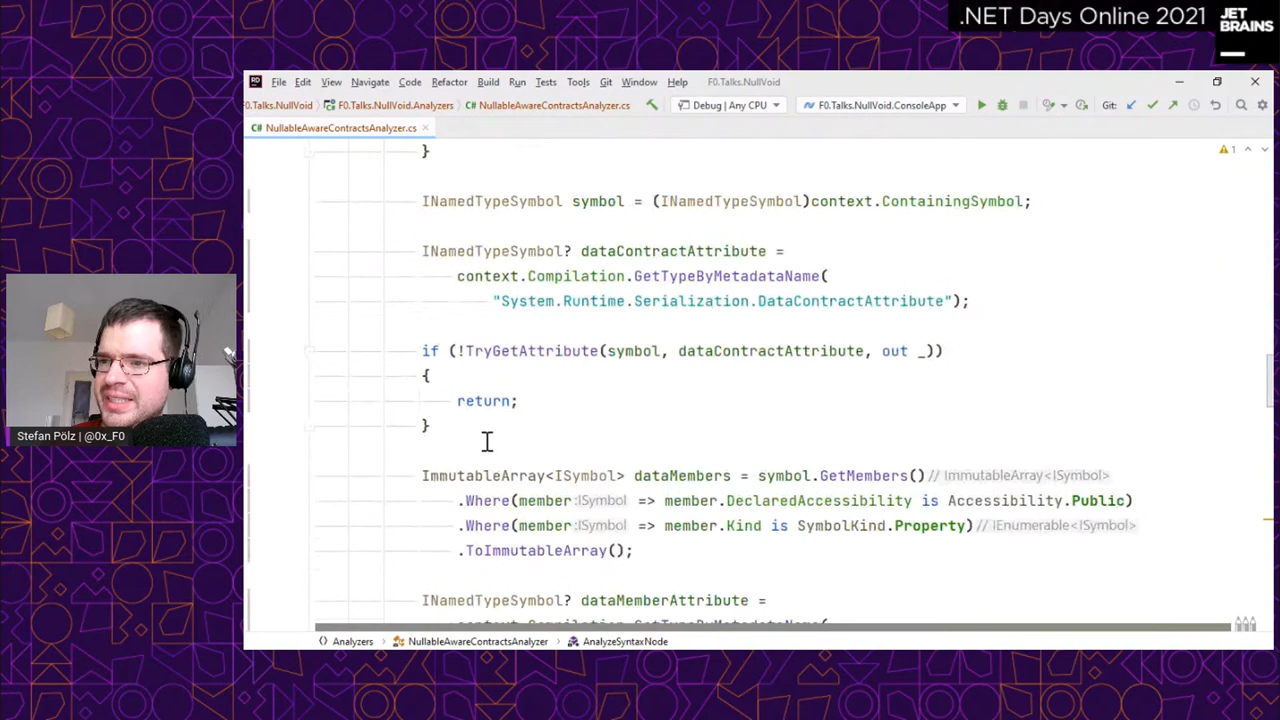 .NET Days Online 2021
JET
BRAINS
RD File Edit View Navigate Code Refactor Build Run Tests Tools Git Window Help F0.Talks.NullVoid
F0.Talks.NullVoid F0.Talks.NullVoid.Analyzers C# NullableAwareContractsAnalyzer.cs Debug | Any CPU F0.Talks.NullVoid.ConsoleApp Git:
C# NullableAwareContractsAnalyzer.cs
}
1
INamedTypeSymbol symbol = (INamedTypeSymbol)context.ContainingSymbol;
INamedTypeSymbol? dataContractAttribute =
context.Compilation.GetTypeByMetadataName(
"System.Runtime.Serialization.DataContractAttribute");
if (!TryGetAttribute(symbol, dataContractAttribute, out _))
{
return;
}
ImmutableArray<ISymbol> dataMembers = symbol.GetMembers() // ImmutableArray<ISymbol>
.Where(member :ISymbol => member.DeclaredAccessibility is Accessibility.Public)
.Where(member :ISymbol => member.Kind is SymbolKind.Property) // IEnumerable<ISymbol>
.ToImmutableArray();
INamedTypeSymbol? dataMemberAttribute =
context.Compilation.GetTypeByMetadataName(
Stefan Pölz | @0x_F0
Analyzers NullableAwareContractsAnalyzer AnalyzeSyntaxNode